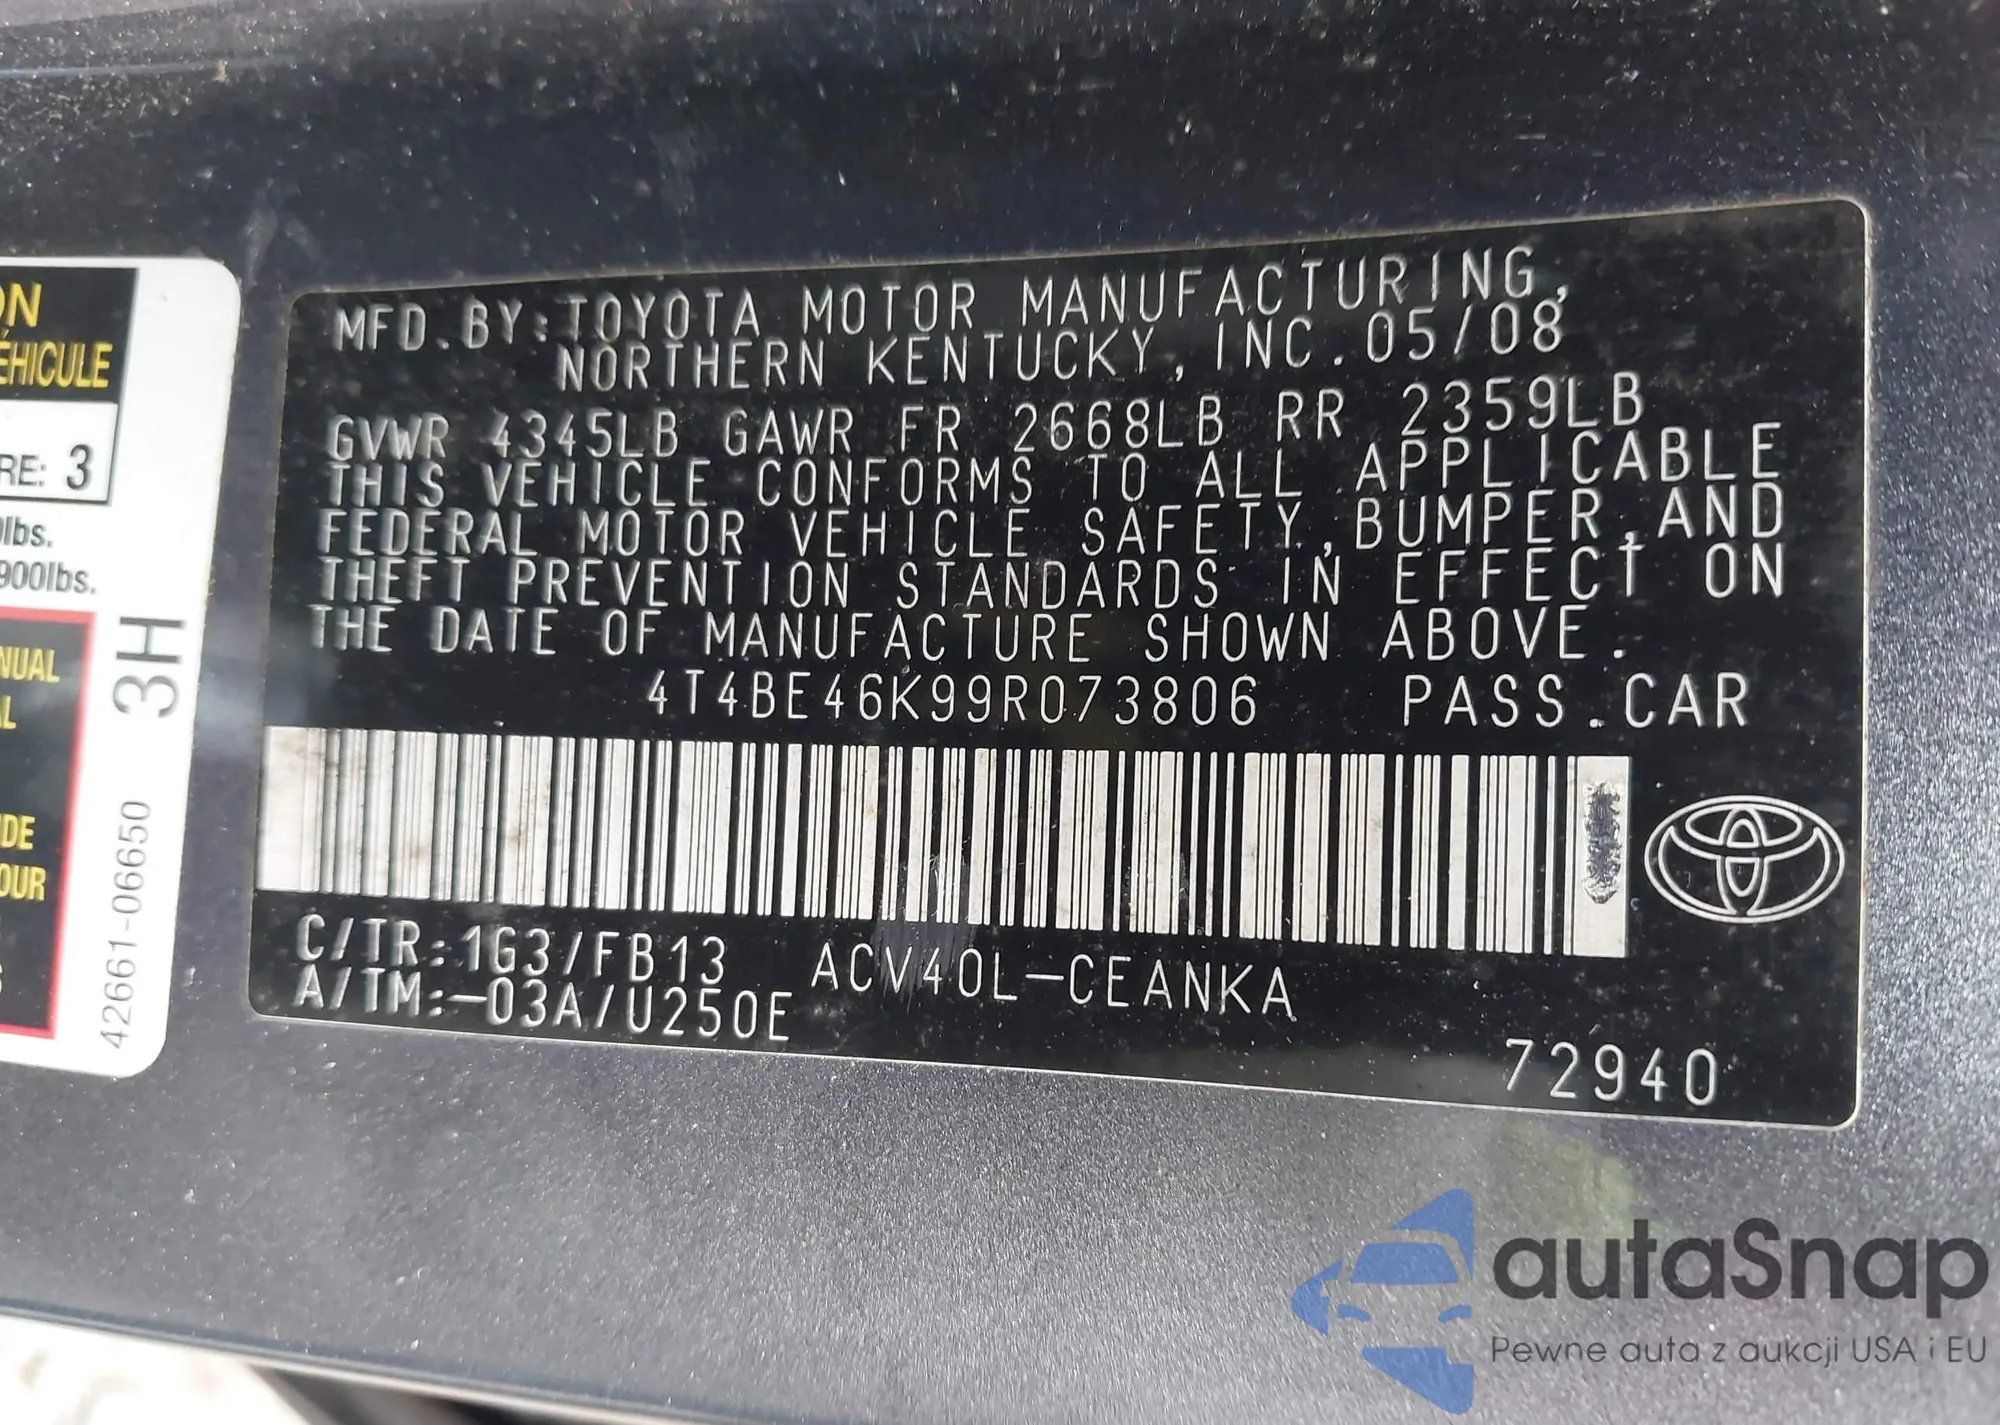 ON
ÉHICULE
RE: 3
lbs.
900lbs.
NUAL
AL
DE
OUR
S
3H
42661-06650
MFD.BY:TOYOTA MOTOR MANUFACTURING,
NORTHERN KENTUCKY, INC. 05/08
GVWR 4345LB GAWR FR 2668LB RR 2359LB
THIS VEHICLE CONFORMS TO ALL APPLICABLE
FEDERAL MOTOR VEHICLE SAFETY,BUMPER,AND
THEFT PREVENTION STANDARDS IN EFFECT ON
THE DATE OF MANUFACTURE SHOWN ABOVE.
4T4BE46K99R073806 PASS.CAR
C/TR:1G3/FB13 ACV40L-CEANKA
A/TM:-03A/U250E
72940
autaSnap
Pewne auta z aukcji USA i EU